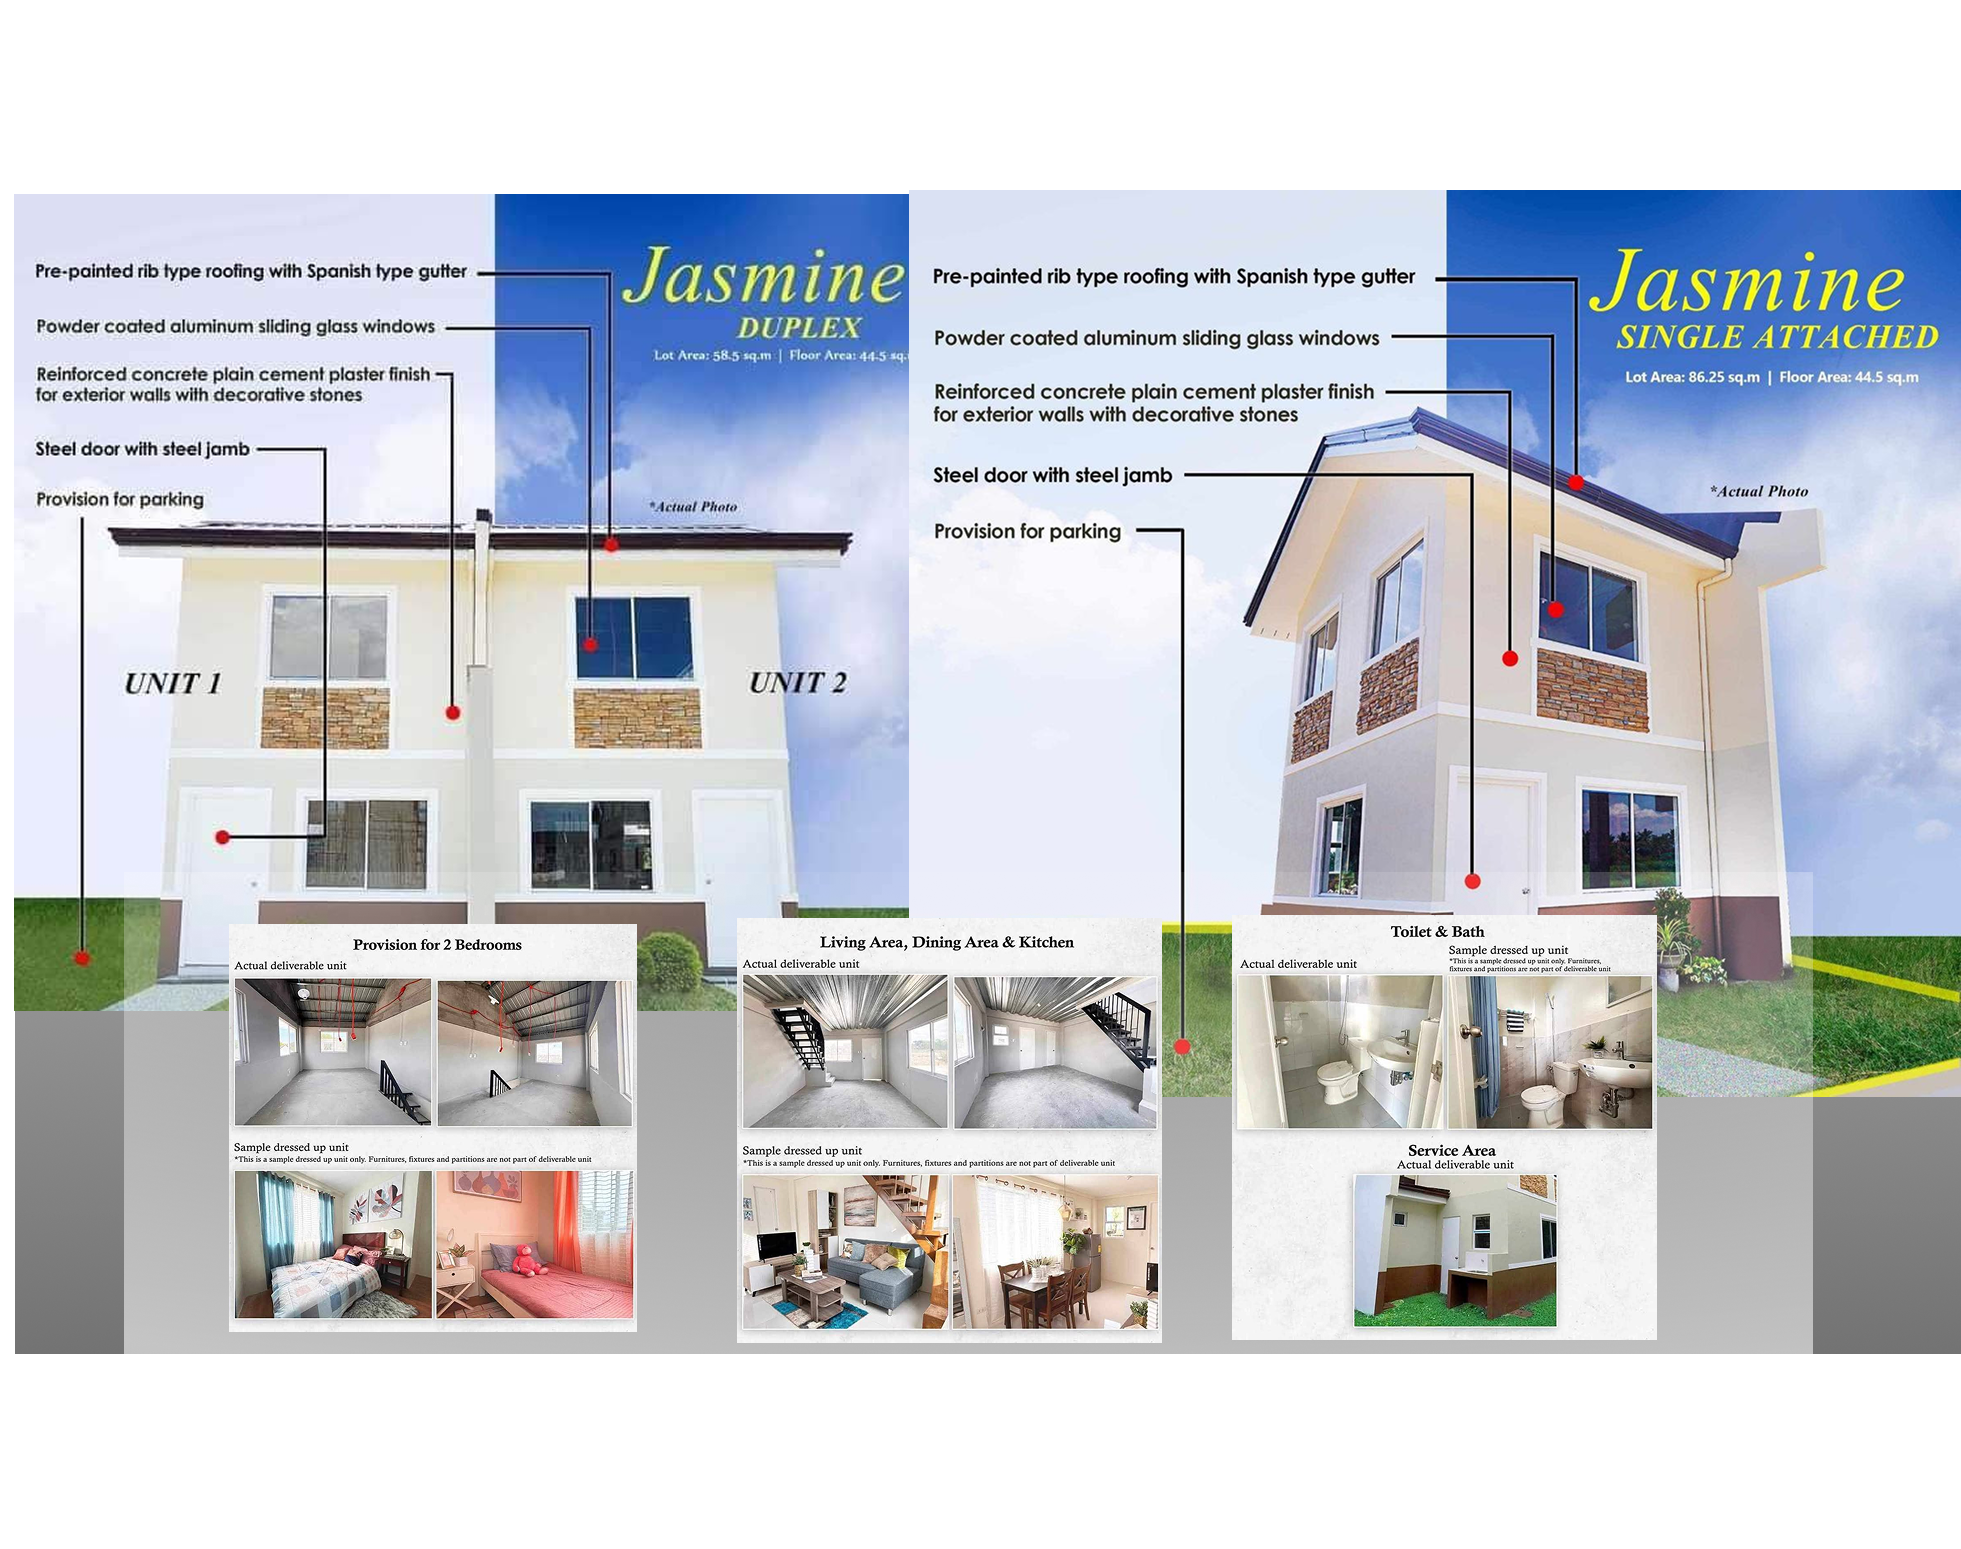 Pre-painted rib type roofing with Spanish type gutter
Powder coated aluminum sliding glass windows
Reinforced concrete plain cement plaster finish
for exterior walls with decorative stones
Steel door with steel jamb
Provision for parking
Jasmine
DUPLEX
Lot Area: 58.5 sq.m | Floor Area: 44.5 sq.
*Actual Photo
UNIT 1
UNIT 2
Pre-painted rib type roofing with Spanish type gutter
Powder coated aluminum sliding glass windows
Reinforced concrete plain cement plaster finish
for exterior walls with decorative stones
Steel door with steel jamb
Provision for parking
Jasmine
SINGLE ATTACHED
Lot Area: 86.25 sq.m | Floor Area: 44.5 sq.m
*Actual Photo
Provision for 2 Bedrooms
Actual deliverable unit
Sample dressed up unit
*This is a sample dressed up unit only. Furnitures, fixtures and partitions are not part of deliverable unit
Living Area, Dining Area & Kitchen
Actual deliverable unit
Sample dressed up unit
*This is a sample dressed up unit only. Furnitures, fixtures and partitions are not part of deliverable unit
Toilet & Bath
Actual deliverable unit
Sample dressed up unit
*This is a sample dressed up unit only. Furnitures,
fixtures and partitions are not part of deliverable unit
Service Area
Actual deliverable unit